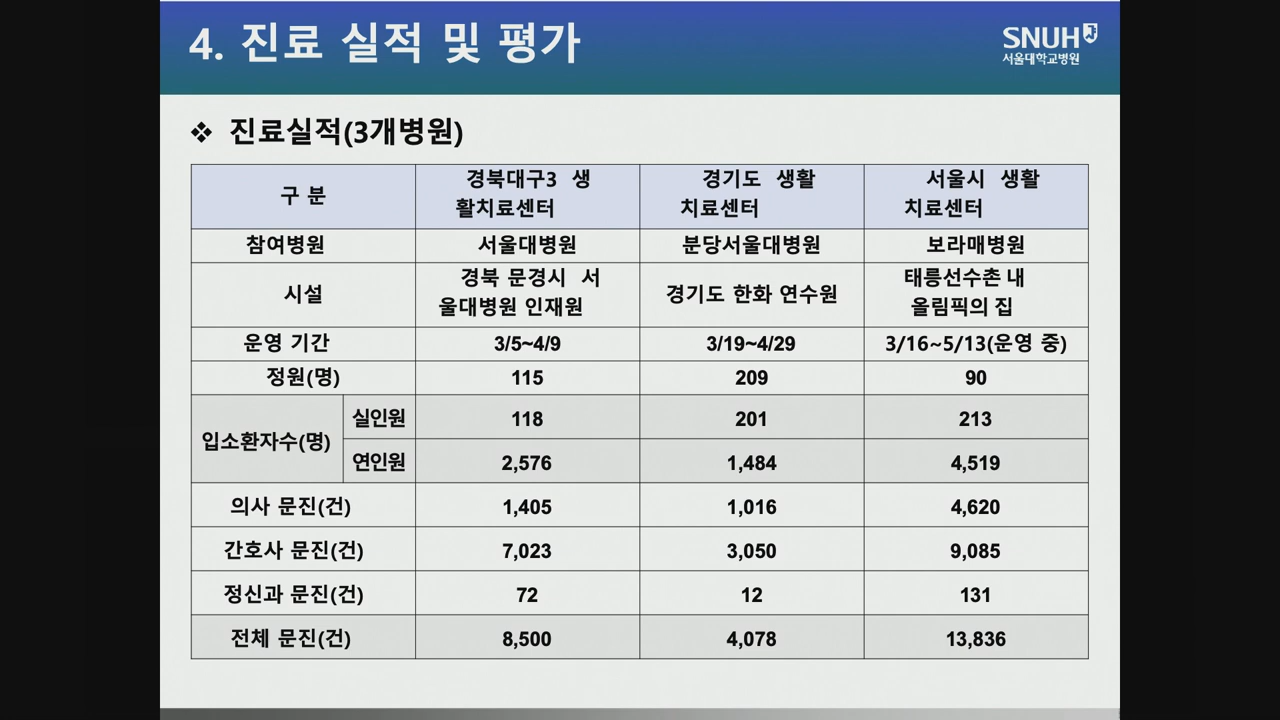 4. 진료 실적 및 평가
SNUH
서울대학교병원
❖ 진료실적(3개병원)
구 분
경북대구3 생
활치료센터
경기도 생활
치료센터
서울시 생활
치료센터
참여병원
서울대병원
분당서울대병원
보라매병원
시설
경북 문경시 서
울대병원 인재원
경기도 한화 연수원
태릉선수촌 내
올림픽의 집
운영 기간
3/5~4/9
3/19~4/29
3/16~5/13(운영 중)
정원(명)
115
209
90
입소환자수(명)
실인원
118
201
213
연인원
2,576
1,484
4,519
의사 문진(건)
1,405
1,016
4,620
간호사 문진(건)
7,023
3,050
9,085
정신과 문진(건)
72
12
131
전체 문진(건)
8,500
4,078
13,836